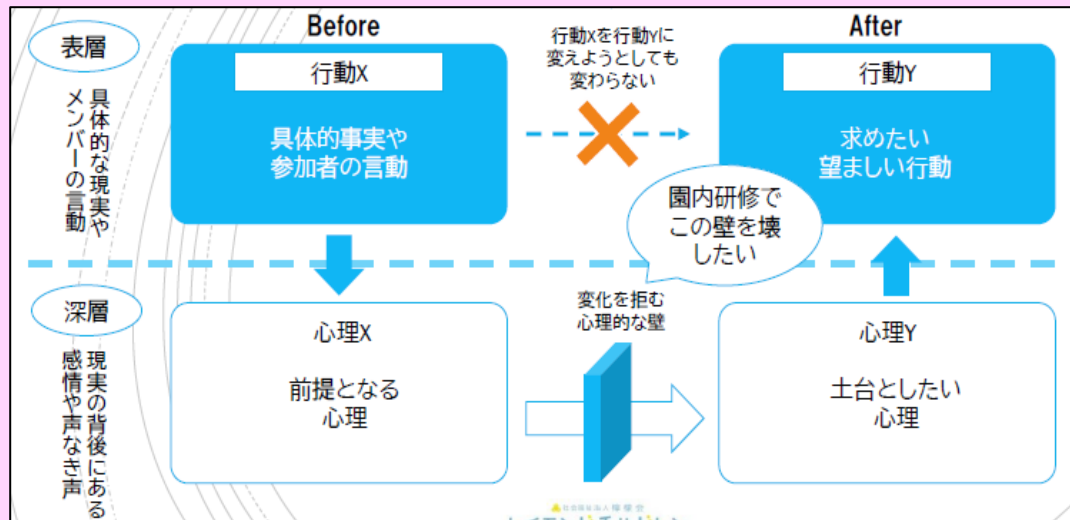 Before
After
表層
具体的な現実や
メンバーの言動
行動X
具体的事実や
参加者の言動
行動Xを行動Yに
変えようとしても
変わらない
行動Y
求めたい
望ましい行動
園内研修で
この壁を壊
したい
深層
現実の背後にある
感情や声なき声
心理X
前提となる
心理
変化を拒む
心理的な壁
心理Y
土台としたい
心理